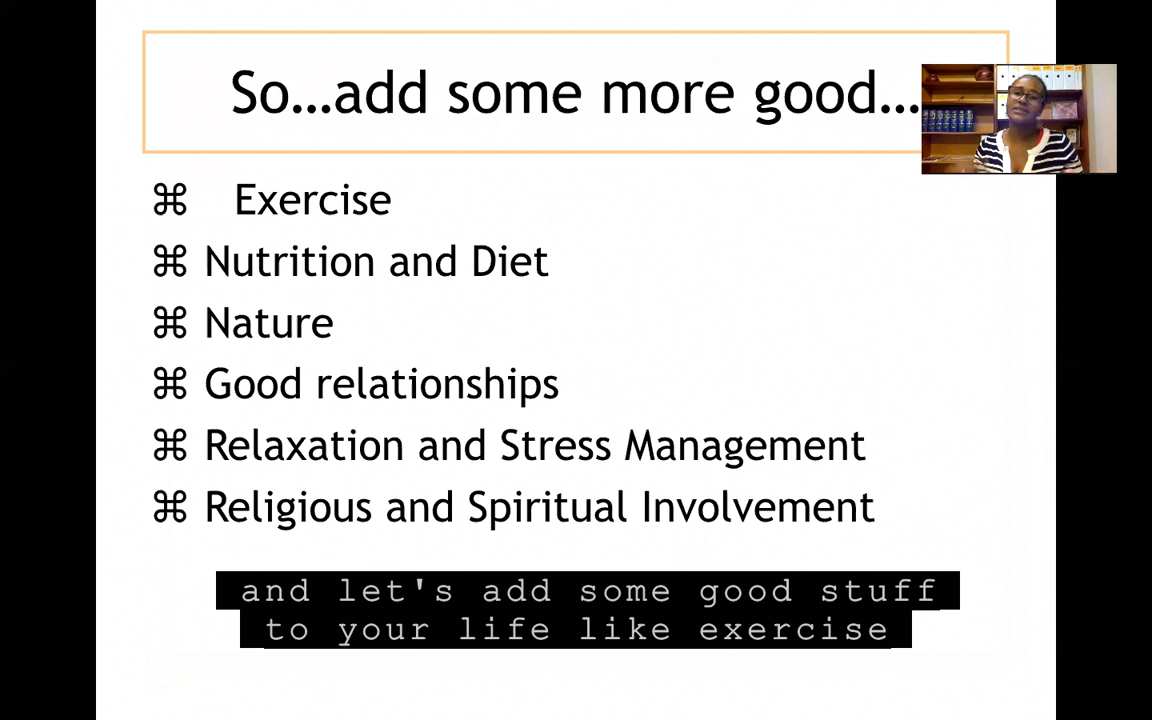 So…add some more good…
⌘ Exercise
⌘ Nutrition and Diet
⌘ Nature
⌘ Good relationships
⌘ Relaxation and Stress Management
⌘ Religious and Spiritual Involvement
and let's add some good stuff
to your life like exercise